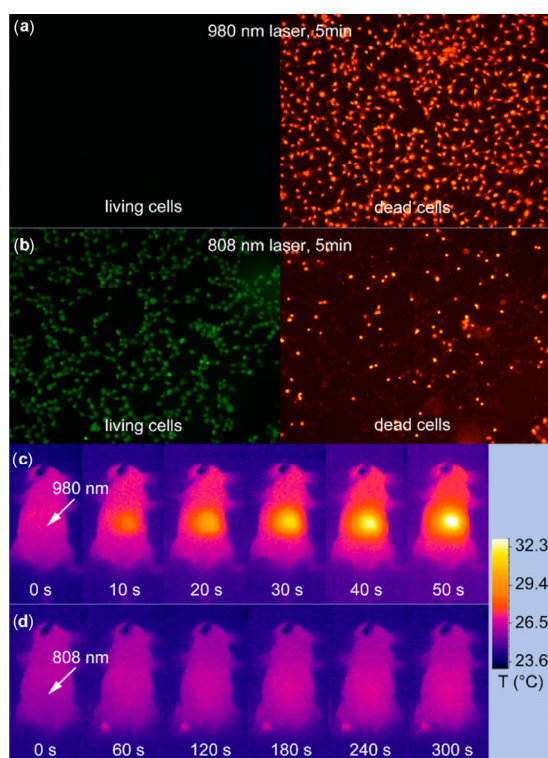 (a) 980 nm laser, 5min
living cells dead cells
(b) 808 nm laser, 5min
living cells dead cells
(c)
980 nm
0 s 10 s 20 s 30 s 40 s 50 s
32.3
29.4
26.5
23.6
T (°C)
(d)
808 nm
0 s 60 s 120 s 180 s 240 s 300 s